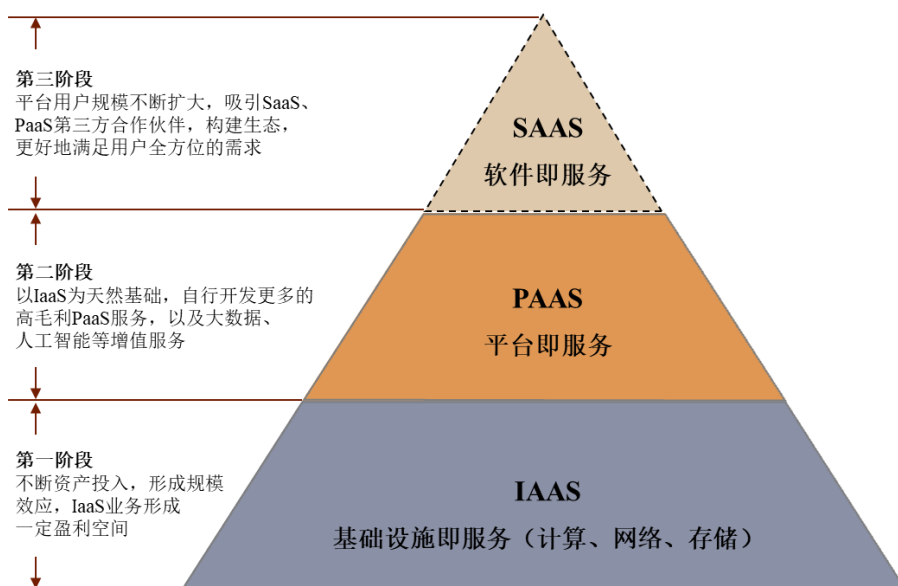 第三阶段
平台用户规模不断扩大，吸引SaaS、
PaaS第三方合作伙伴，构建生态，
更好地满足用户全方位的需求
SAAS
软件即服务
第二阶段
以IaaS为天然基础，自行开发更多的
高毛利PaaS服务，以及大数据、
人工智能等增值服务
PAAS
平台即服务
第一阶段
不断资产投入，形成规模
效应，IaaS业务形成
一定盈利空间
IAAS
基础设施即服务（计算、网络、存储）